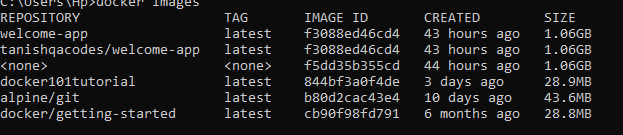 C:\Users\Hp>docker images
REPOSITORY TAG IMAGE ID CREATED SIZE
welcome-app latest f3088ed46cd4 43 hours ago 1.06GB
tanishqacodes/welcome-app latest f3088ed46cd4 43 hours ago 1.06GB
<none> <none> f5dd35b355cd 44 hours ago 1.06GB
docker101tutorial latest 844bf3a0f4de 3 days ago 28.9MB
alpine/git latest b80d2cac43e4 10 days ago 43.6MB
docker/getting-started latest cb90f98fd791 6 months ago 28.8MB